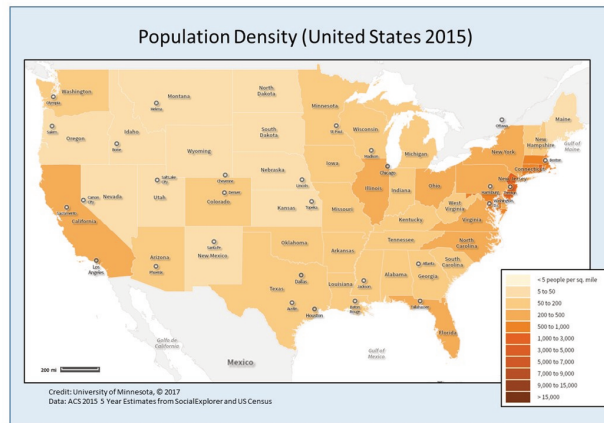 Population Density (United States 2015)
Washington
Montana
North
Dakota
Minnesota
Maine
Oregon
Idaho
Wyoming
South
Dakota
Wisconsin
Michigan
New York
New
Hampshire
Gulf of
Maine
Boston
Connecticut
New Jersey
Nebraska
Iowa
Chicago
Illinois
Indiana
Ohio
Nevada
Utah
Colorado
Denver
Kansas
Missouri
West
Virginia
Virginia
Kentucky
California
Los
Angeles
Arizona
New Mexico
Oklahoma
Arkansas
Tennessee
North
Carolina
South
Carolina
Texas
Dallas
Louisiana
Alabama
Georgia
Houston
Florida
Golfo de
California
Mexico
Gulf of
Mexico
200 mi
< 5 people per sq. mile
5 to 50
50 to 200
200 to 500
500 to 1,000
1,000 to 3,000
3,000 to 5,000
5,000 to 7,000
7,000 to 9,000
9,000 to 15,000
> 15,000
Credit: University of Minnesota, © 2017
Data: ACS 2015 5 Year Estimates from SocialExplorer and US Census